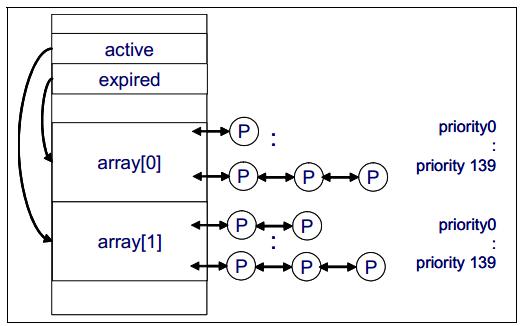 active
expired
P : priority0
:
array[0] P P P priority 139
P P priority0
array[1] : :
P P P priority 139